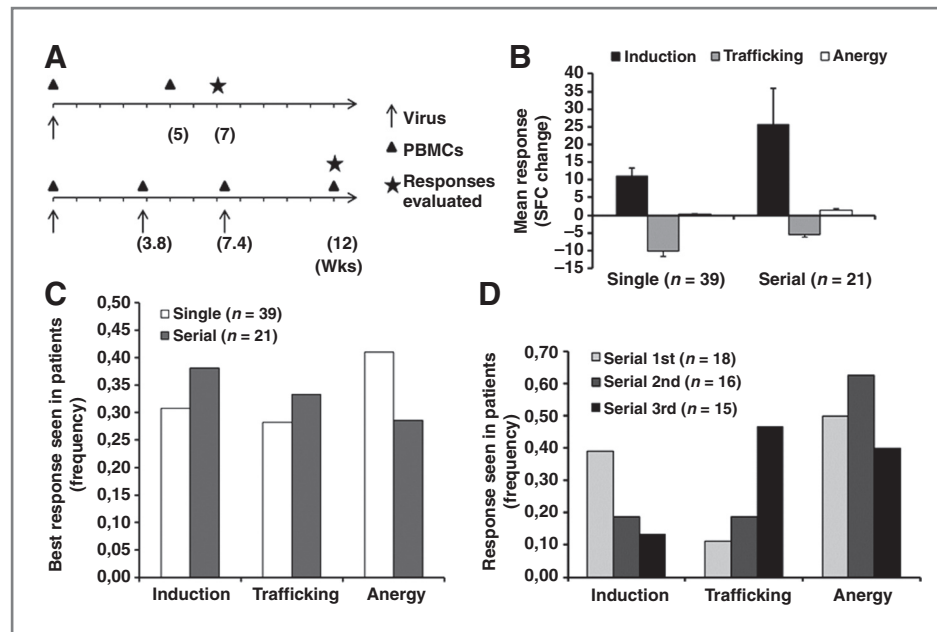 A
(5) (7)
(3.8) (7.4) (12)
(Wks)
Virus
PBMCs
Responses
evaluated
B
Induction Trafficking Anergy
Mean response
(SFC change)
40
35
30
25
20
15
10
5
0
−5
−10
−15
Single (n = 39) Serial (n = 21)
C
Best response seen in patients
(frequency)
0,50
0,45
0,40
0,35
0,30
0,25
0,20
0,15
0,10
0,05
0,00
Single (n = 39)
Serial (n = 21)
Induction Trafficking Anergy
D
Response seen in patients
(frequency)
0,70
0,60
0,50
0,40
0,30
0,20
0,10
0,00
Serial 1st (n = 18)
Serial 2nd (n = 16)
Serial 3rd (n = 15)
Induction Trafficking Anergy